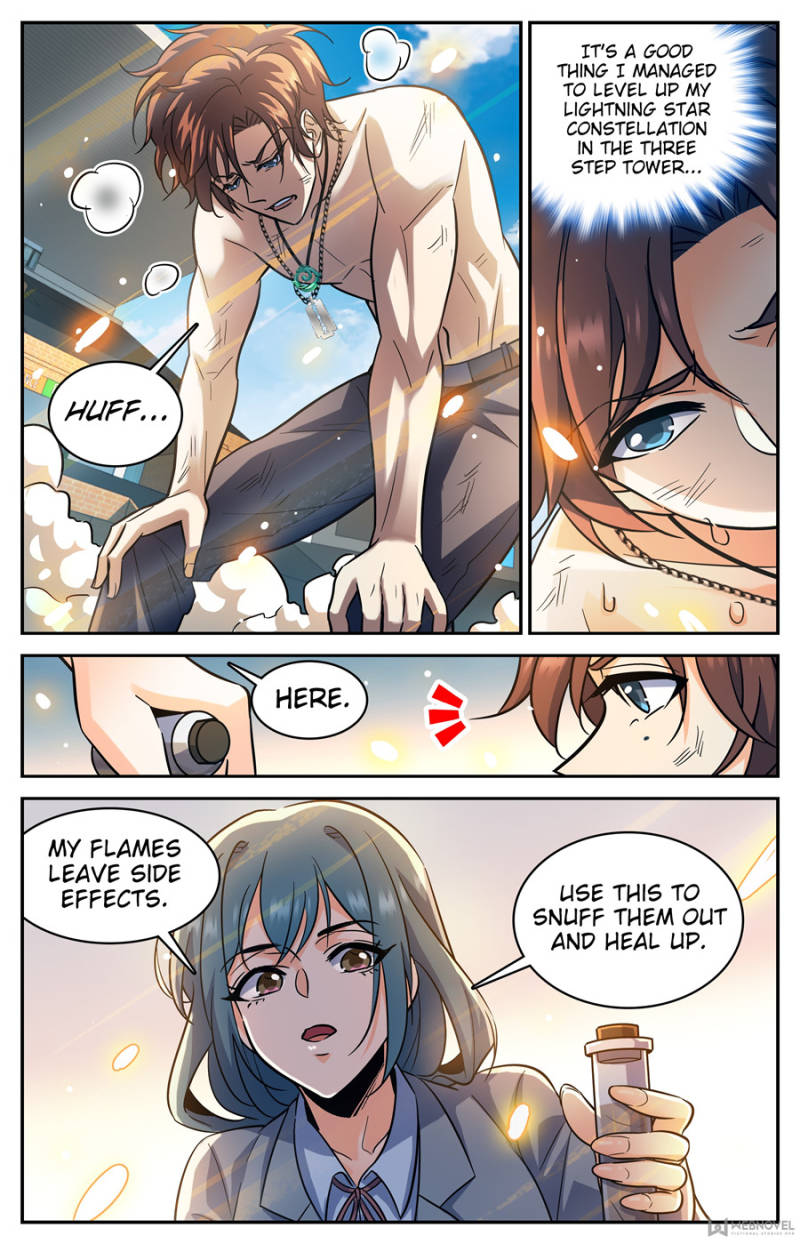 IT'S A GOOD
THING I MANAGED
TO LEVEL UP MY
LIGHTNING STAR
CONSTELLATION
IN THE THREE
STEP TOWER...
HUFF...
HERE.
MY FLAMES
LEAVE SIDE
EFFECTS.
USE THIS TO
SNUFF THEM OUT
AND HEAL UP.
WEBNOVEL